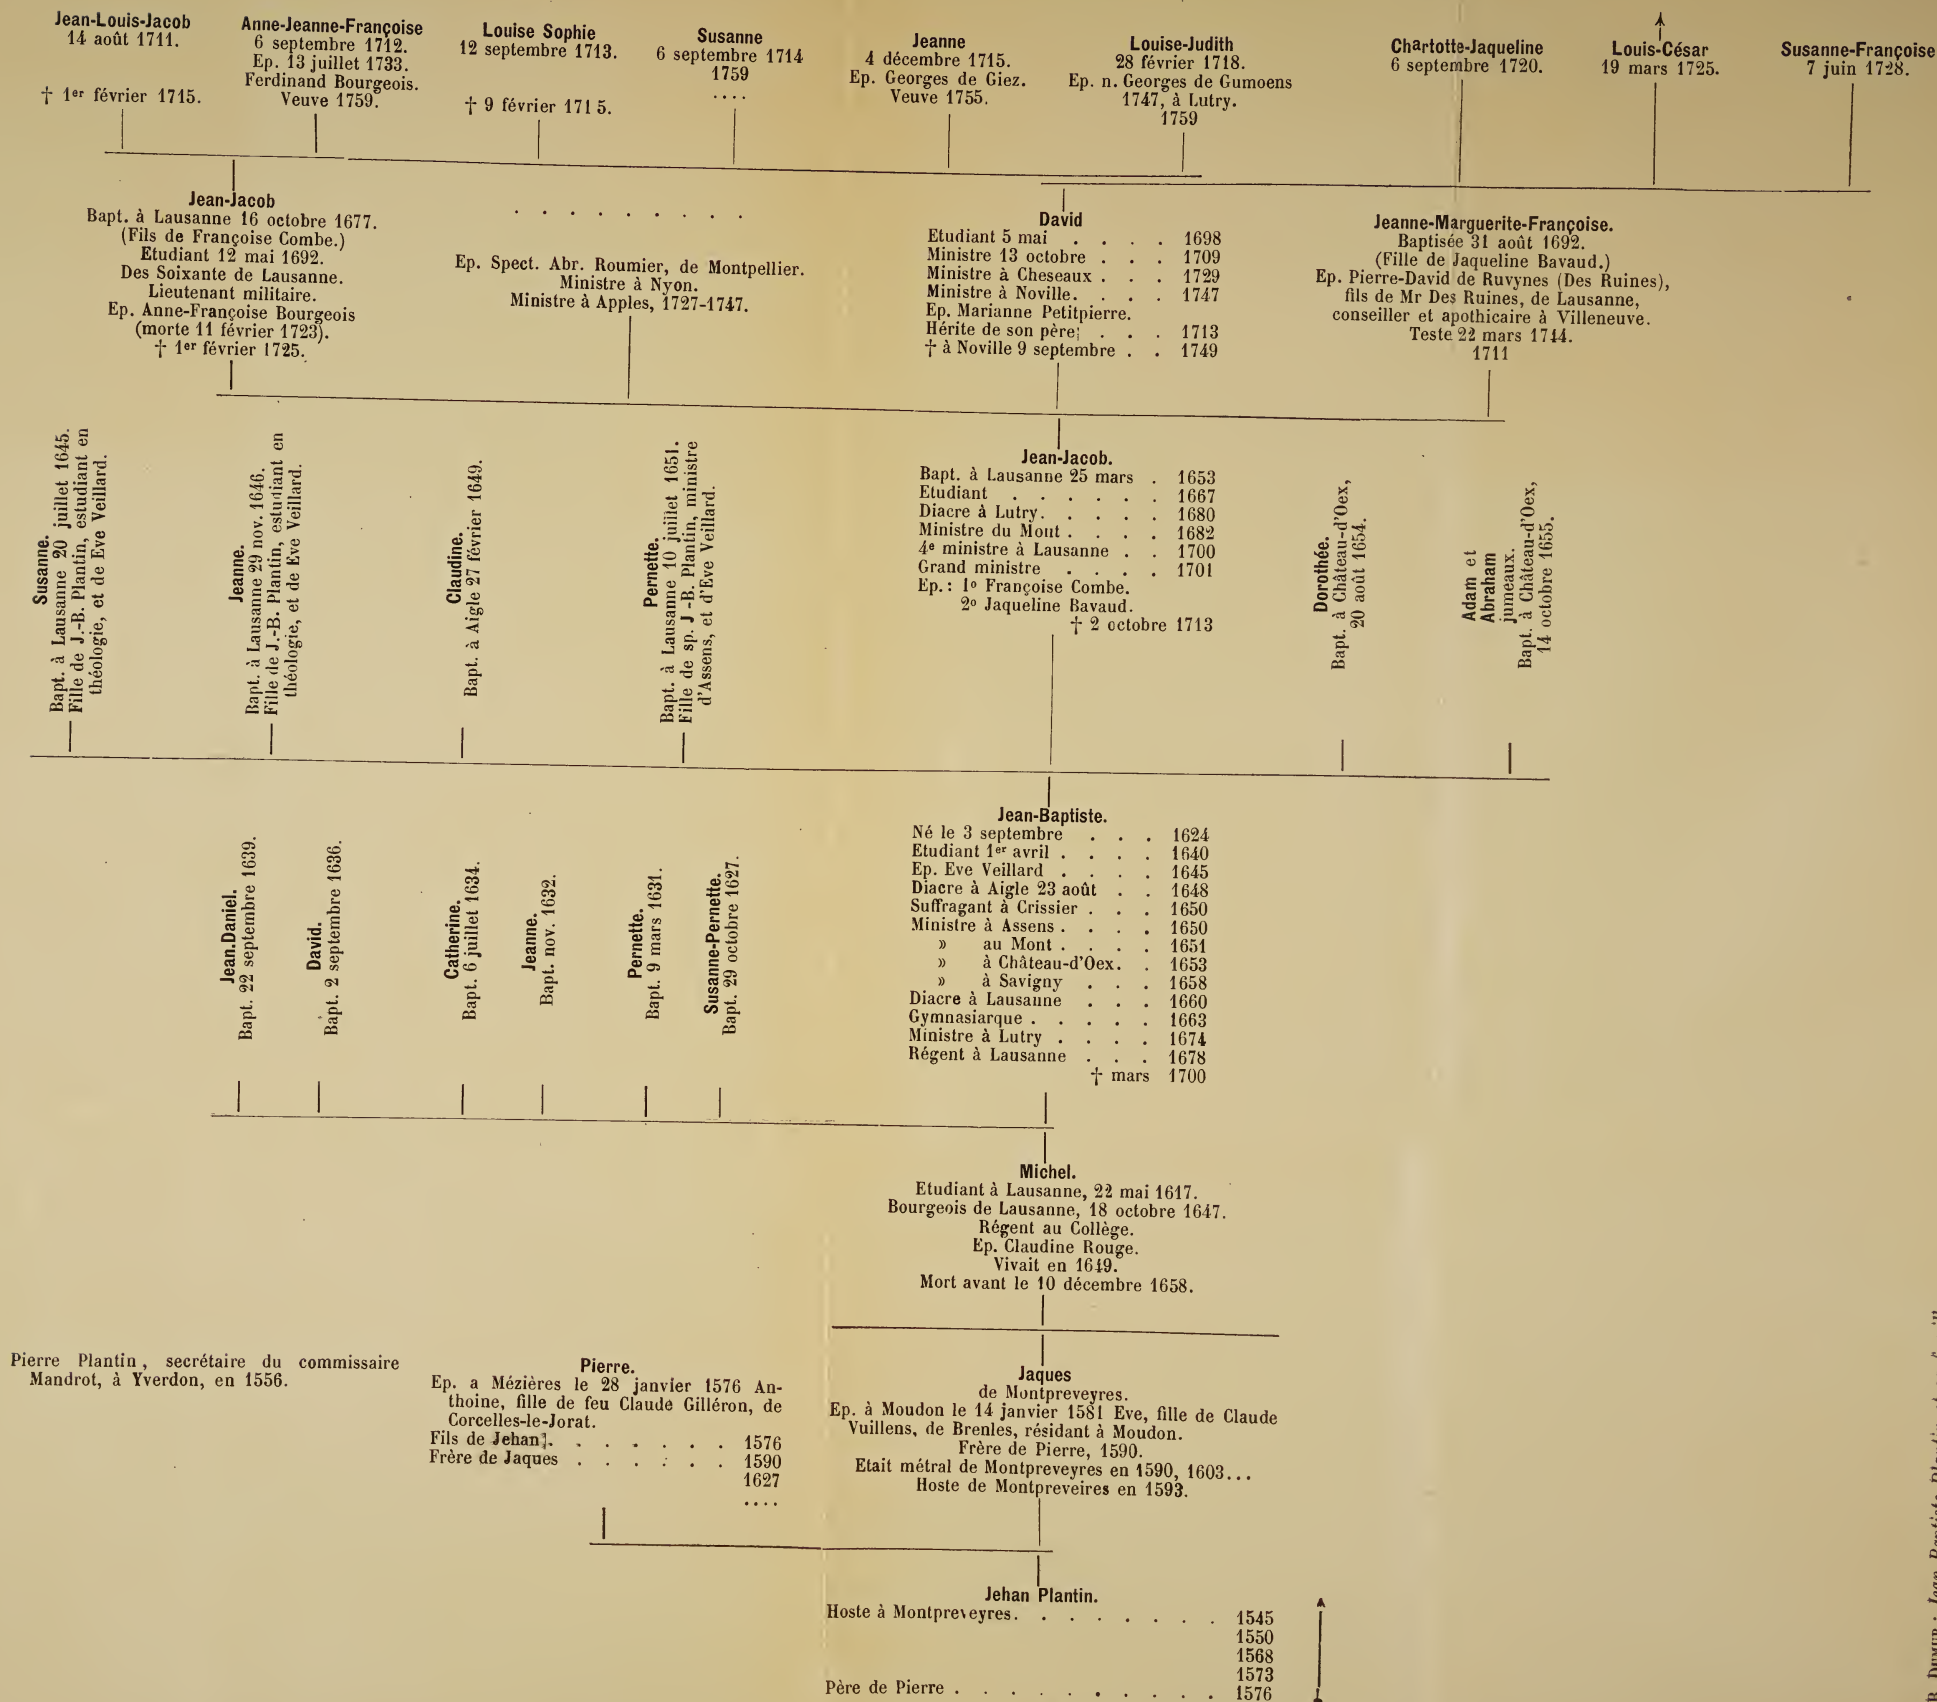 Jean-Louis-Jacob
14 août 1711.
† 1er février 1715.
Anne-Jeanne-Françoise
6 septembre 1712.
Ep. 13 juillet 1733.
Ferdinand Bourgeois.
Veuve 1759.
Louise Sophie
12 septembre 1713.
† 9 février 1715.
Susanne
6 septembre 1714
1759
....
Jeanne
4 décembre 1715.
Ep. Georges de Giez.
Veuve 1755.
Louise-Judith
28 février 1718.
Ep. n. Georges de Gumoens
1747, à Lutry.
1759
Chartotte-Jaqueline
6 septembre 1720.
Louis-César
19 mars 1725.
Susanne-Françoise
7 juin 1728.
Jean-Jacob
Bapt. à Lausanne 16 octobre 1677.
(Fils de Françoise Combe.)
Etudiant 12 mai 1692.
Des Soixante de Lausanne.
Lieutenant militaire.
Ep. Anne-Françoise Bourgeois
(morte 11 février 1723).
† 1er février 1725.
. . . . . . . . .
Ep. Spect. Abr. Roumier, de Montpellier.
Ministre à Nyon.
Ministre à Apples, 1727-1747.
David
Etudiant 5 mai . . . . 1698
Ministre 13 octobre . . . 1709
Ministre à Cheseaux . . . 1729
Ministre à Noville. . . . 1747
Ep. Marianne Petitpierre.
Hérite de son père; . . . 1713
† à Noville 9 septembre . . 1749
Jeanne-Marguerite-Françoise.
Baptisée 31 août 1692.
(Fille de Jaqueline Bavaud.)
Ep. Pierre-David de Ruvynes (Des Ruines),
fils de Mr Des Ruines, de Lausanne,
conseiller et apothicaire à Villeneuve.
Teste 22 mars 1744.
1711
Susanne.
Bapt. à Lausanne 20 juillet 1645.
Fille de J.-B. Plantin, estudiant en
théologie, et de Eve Veillard.
Jeanne.
Bapt. à Lausanne 29 nov. 1646.
Fille de J.-B. Plantin, estudiant en
théologie, et de Eve Veillard.
Claudine.
Bapt. à Aigle 27 février 1649.
Pernette.
Bapt. à Lausanne 10 juillet 1651.
Fille de sp. J -B. Plantin, ministre
d'Assens, et d'Eve Veillard.
Jean-Jacob.
Bapt. à Lausanne 25 mars . 1653
Etudiant . . . . . . 1667
Diacre à Lutry. . . . . 1680
Ministre du Mont . . . . 1682
4e ministre à Lausanne . . 1700
Grand ministre . . . . 1701
Ep. : 1o Françoise Combe.
2o Jaqueline Bavaud.
† 2 octobre 1713
Dorothée.
Bapt. à Château-d'Oex,
20 août 1654.
Adam et
Abraham
jumeaux.
Bapt. à Château-d'Oex,
14 octobre 1655.
Jean.Daniel.
Bapt. 22 septembre 1639.
David.
Bapt. 2 septembre 1636.
Catherine.
Bapt. 6 juillet 1634.
Jeanne.
Bapt. nov. 1632.
Pernette.
Bapt. 9 mars 1631.
Susanne-Pernette.
Bapt. 29 octobre 1627.
Jean-Baptiste.
Né le 3 septembre . . . 1624
Etudiant 1er avril . . . . 1640
Ep. Eve Veillard . . . . 1645
Diacre à Aigle 23 août . . 1648
Suffragant à Crissier . . . 1650
Ministre à Assens . . . . 1650
» au Mont . . . . 1651
» à Château-d'Oex. . 1653
» à Savigny . . . 1658
Diacre à Lausanne . . . 1660
Gymnasiarque . . . . . 1663
Ministre à Lutry . . . . 1674
Régent à Lausanne . . . 1678
† mars 1700
Michel.
Etudiant à Lausanne, 22 mai 1617.
Bourgeois de Lausanne, 18 octobre 1647.
Régent au Collège.
Ep. Claudine Rouge.
Vivait en 1649.
Mort avant le 10 décembre 1658.
Pierre Plantin, secrétaire du commissaire
Mandrot, à Yverdon, en 1556.
Pierre.
Ep. a Mézières le 28 janvier 1576 An-
thoine, fille de feu Claude Gilléron, de
Corcelles-le-Jorat.
Fils de Jehan . . . . . . . 1576
Frère de Jaques . . . . . . 1590
1627
....
Jaques
de Montpreveyres.
Ep. à Moudon le 14 janvier 1581 Eve, fille de Claude
Vuillens, de Brenles, résidant à Moudon.
Frère de Pierre, 1590.
Etait métral de Montpreveyres en 1590, 1603...
Hoste de Montpreveires en 1593.
Jehan Plantin.
Hoste à Montpreveyres. . . . . . . . 1545
1550
1568
1573
Père de Pierre . . . . . . . . . . 1576